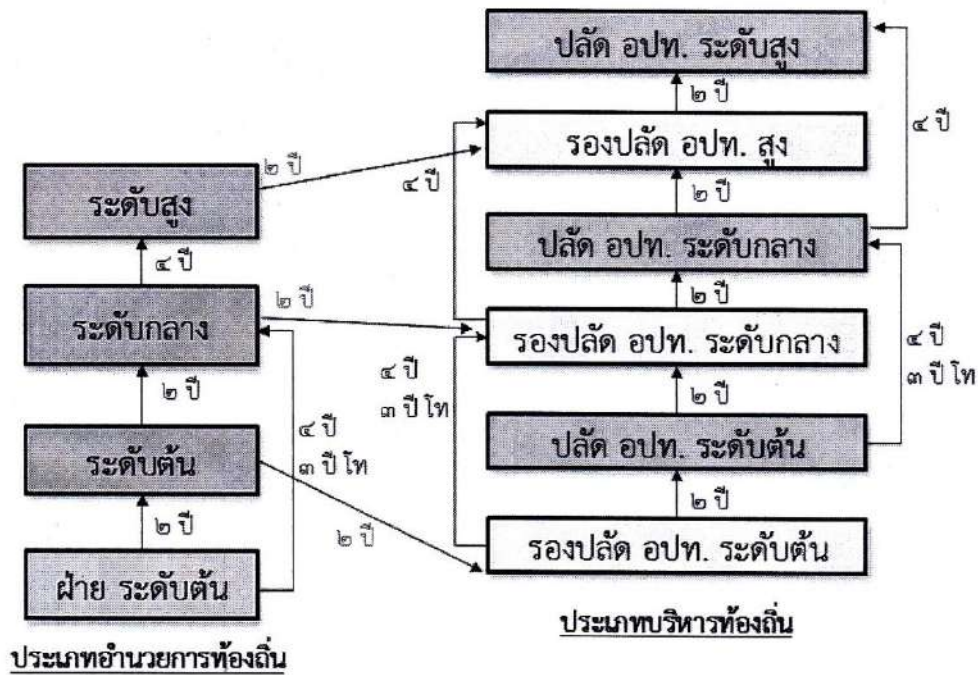 ปลัด อปท. ระดับสูง
๒ ปี
๔ ปี
รองปลัด อปท. สูง
๒ ปี
๔ ปี
ระดับสูง
๒ ปี
ปลัด อปท. ระดับกลาง
๔ ปี
๒ ปี
๒ ปี
ระดับกลาง
รองปลัด อปท. ระดับกลาง
๔ ปี
๓ ปี โท
๔ ปี
๓ ปี โท
๒ ปี
๒ ปี
๔ ปี
๓ ปี โท
ปลัด อปท. ระดับต้น
ระดับต้น
๒ ปี
๒ ปี
๒ ปี
รองปลัด อปท. ระดับต้น
ฝ่าย ระดับต้น
ประเภทบริหารท้องถิ่น
ประเภทอำนวยการท้องถิ่น